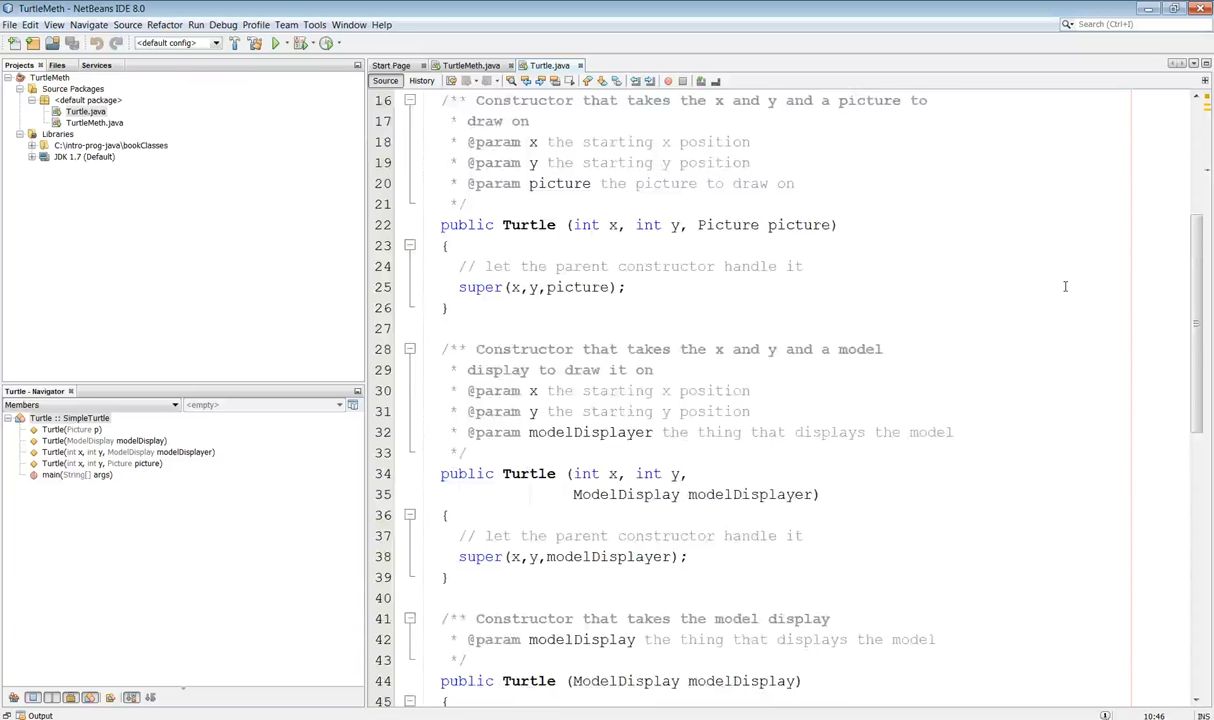 TurtleMeth - NetBeans IDE 8.0
File Edit View Navigate Source Refactor Run Debug Profile Team Tools Window Help
Search (Ctrl+I)
<default config>
Projects Files Services
TurtleMeth
Source Packages
<default package>
Turtle.java
TurtleMeth.java
Libraries
C:\intro-prog-java\bookClasses
JDK 1.7 (Default)
Turtle - Navigator
Members <empty>
Turtle :: SimpleTurtle
Turtle(Picture p)
Turtle(ModelDisplay modelDisplay)
Turtle(int x, int y, ModelDisplay modelDisplayer)
Turtle(int x, int y, Picture picture)
main(String[] args)
Output
Start Page TurtleMeth.java Turtle.java
Source History
16 /** Constructor that takes the x and y and a picture to
17 * draw on
18 * @param x the starting x position
19 * @param y the starting y position
20 * @param picture the picture to draw on
21 */
22 public Turtle (int x, int y, Picture picture)
23 {
24 // let the parent constructor handle it
25 super(x,y,picture);
26 }
27
28 /** Constructor that takes the x and y and a model
29 * display to draw it on
30 * @param x the starting x position
31 * @param y the starting y position
32 * @param modelDisplayer the thing that displays the model
33 */
34 public Turtle (int x, int y,
35 ModelDisplay modelDisplayer)
36 {
37 // let the parent constructor handle it
38 super(x,y,modelDisplayer);
39 }
40
41 /** Constructor that takes the model display
42 * @param modelDisplay the thing that displays the model
43 */
44 public Turtle (ModelDisplay modelDisplay)
45 {
10:46 INS